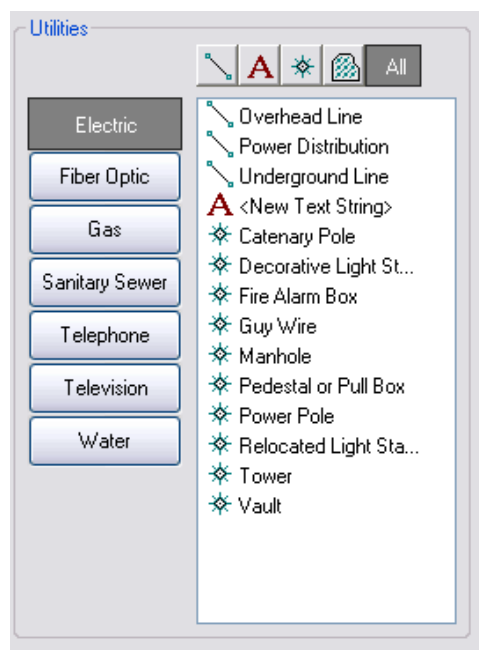 Utilities
A
All
Electric
Fiber Optic
Gas
Sanitary Sewer
Telephone
Television
Water
Overhead Line
Power Distribution
Underground Line
A <New Text String>
Catenary Pole
Decorative Light St...
Fire Alarm Box
Guy Wire
Manhole
Pedestal or Pull Box
Power Pole
Relocated Light Sta...
Tower
Vault